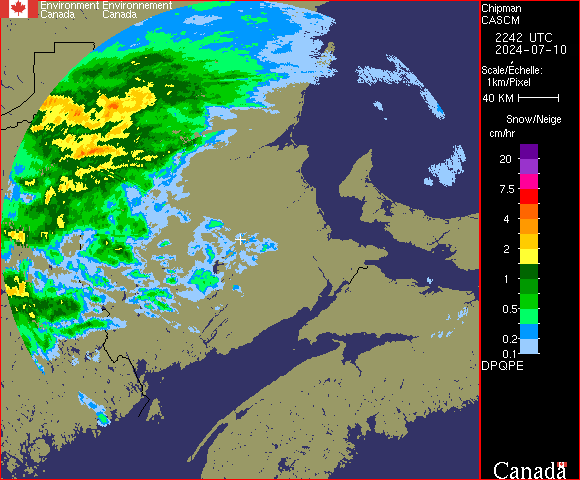 Environment Environnement
Canada Canada
Chipman
CASCM
2242 UTC
2024-07-10
Scale/Échelle:
1km/Pixel
40 KM
Snow/Neige
cm/hr
20
7.5
4
2
1
0.5
0.2
0.1
DPQPE
Canada